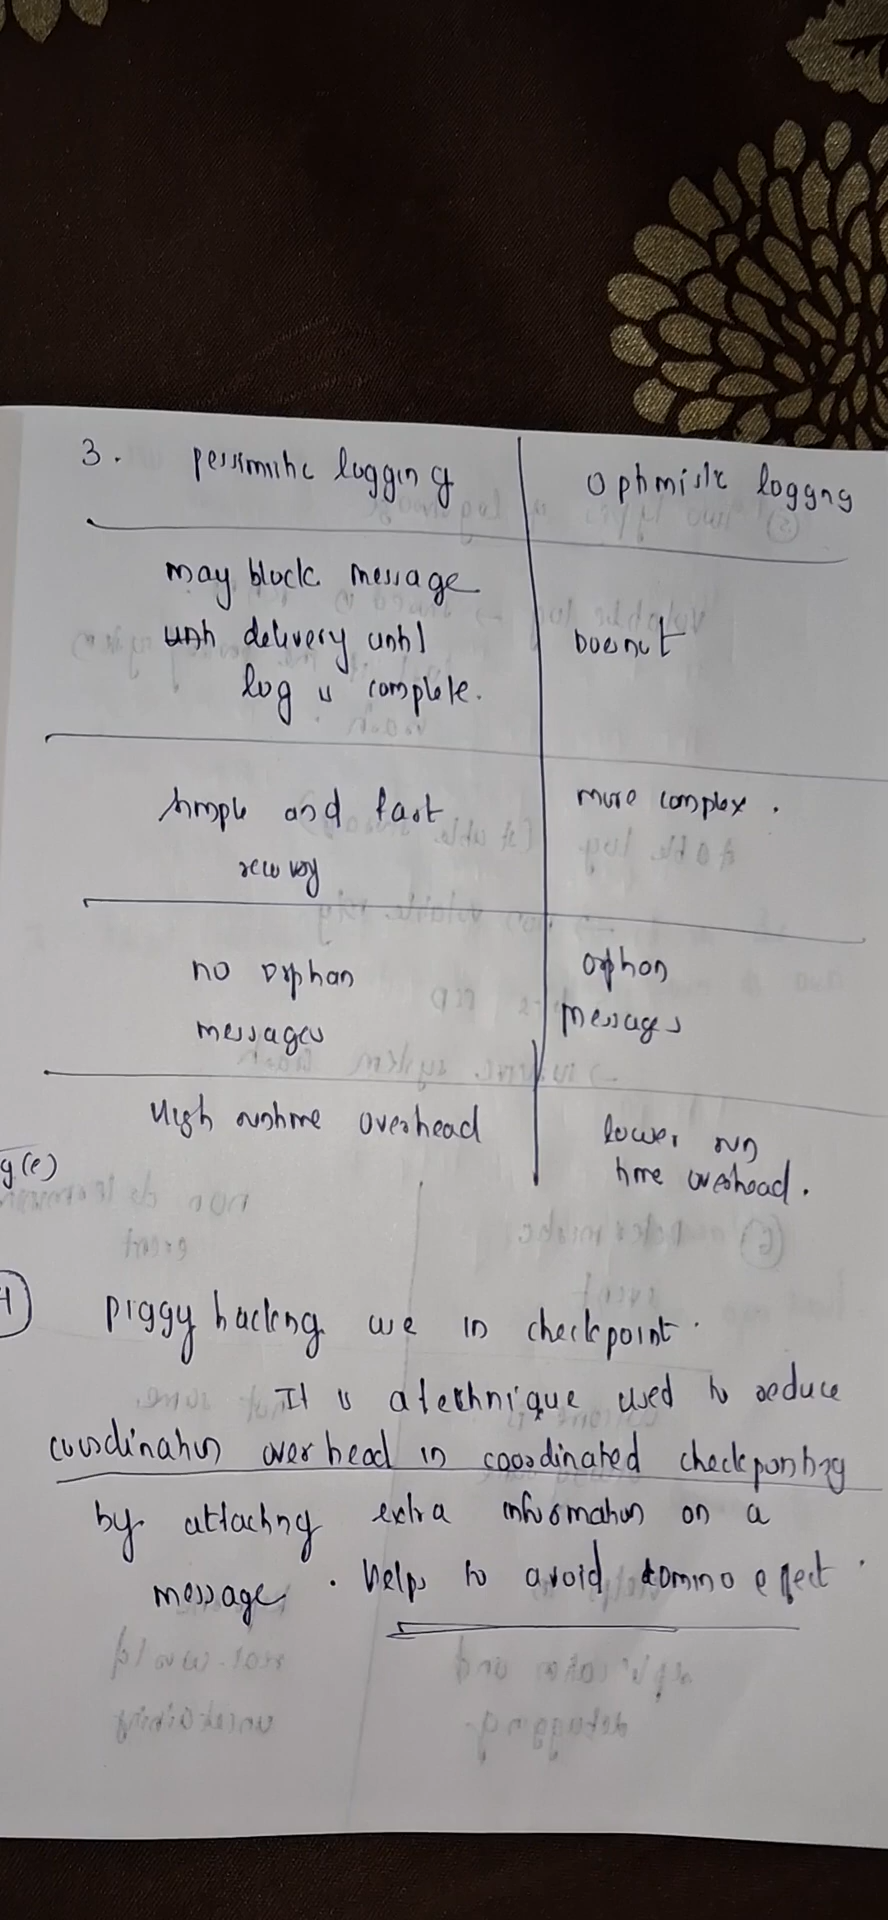 3. pessimistic logging | optimistic logging
may block message
delivery until | Doesnot
log is complete.
simple and fast | more complex.
recovery
no orphan | orphan
messages | messages
High runtime overhead | lower run
time overhead.
g(e)
4) piggy backing use in checkpoint.
It is a technique used to reduce
coordination overhead in coordinated checkpointing
by attaching extra information on a
message. helps to avoid domino effect.